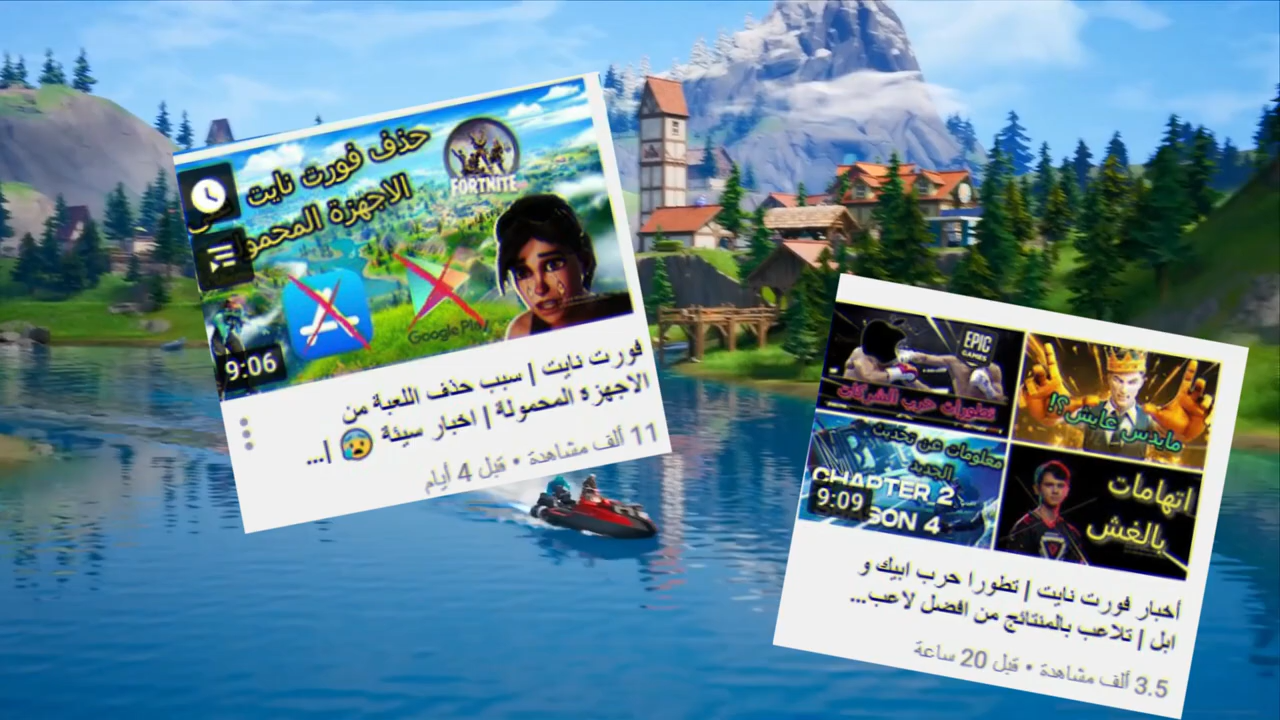 حذف فورت نايت
الاجهزة المحمو
FORTNITE
Google Play
9:06
فورت نايت | سبب حذف اللعبة من
الاجهزة المحمولة | اخبار سيئة 😰 |...
11 ألف مشاهدة • قبل 4 أيام
EPIC
GAMES
تطورات حرب الشركات
مايدس عايش؟!
معلومات عن تحديث
الجديد
CHAPTER 2
SON 4
9:09
اتهامات
بالغش
أخبار فورت نايت | تطورا حرب ابيك و
ابل | تلاعب بالمنتائج من افضل لاعب...
3.5 ألف مشاهدة • قبل 20 ساعة